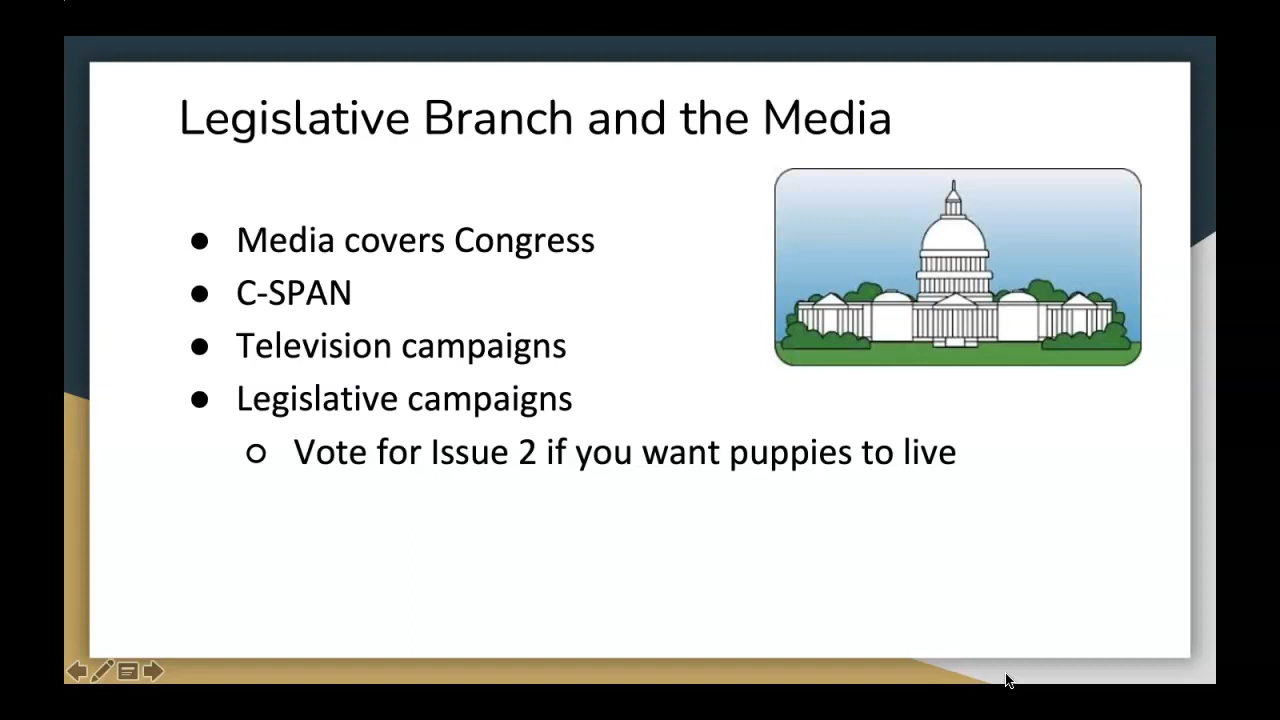 Legislative Branch and the Media
● Media covers Congress
● C-SPAN
● Television campaigns
● Legislative campaigns
○ Vote for Issue 2 if you want puppies to live